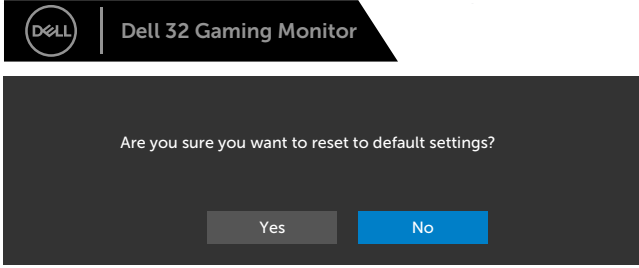 DELL
Dell 32 Gaming Monitor
Are you sure you want to reset to default settings?
Yes No